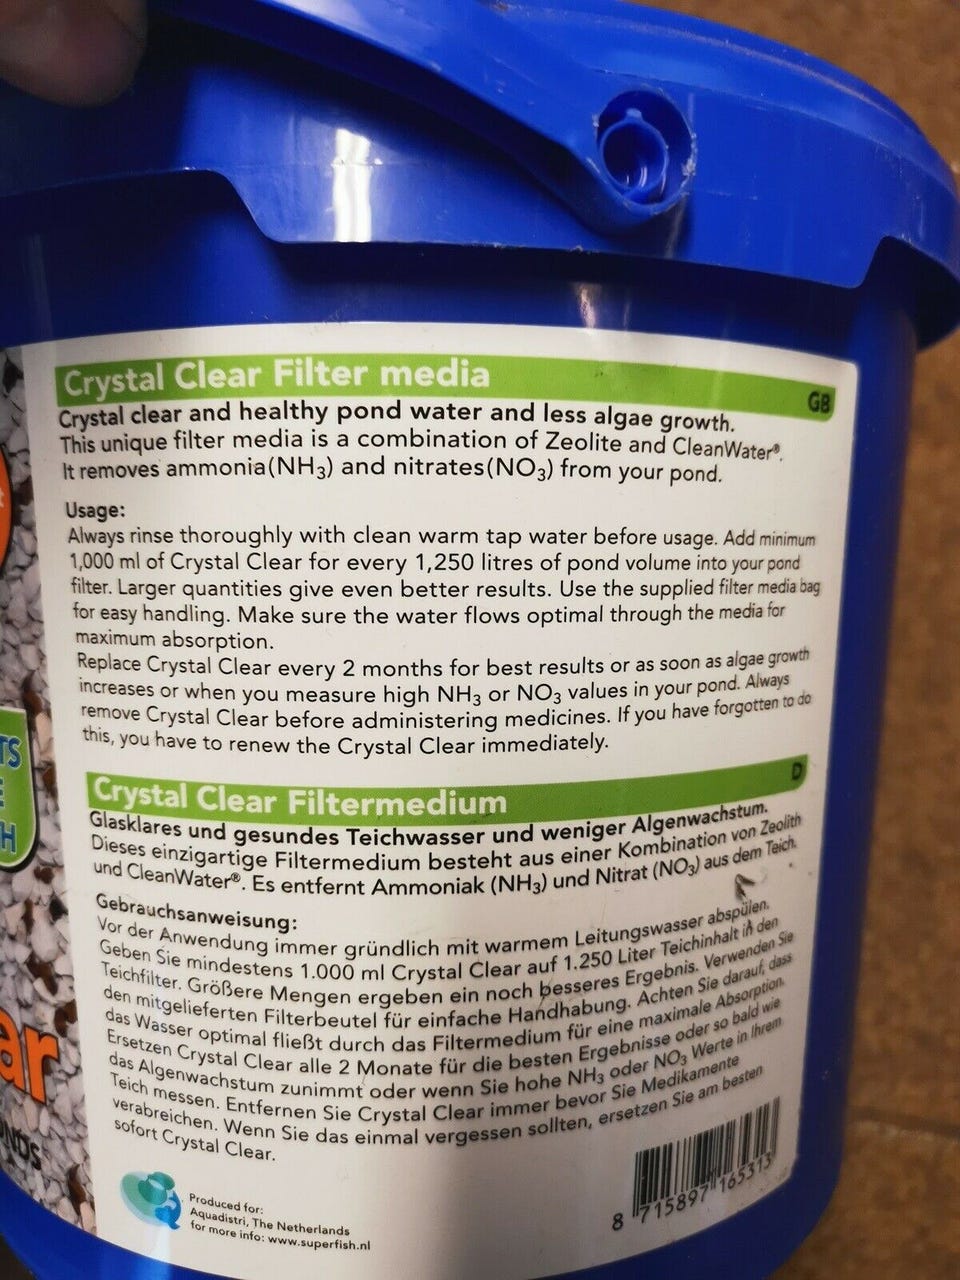 Crystal Clear Filter media
GB
Crystal clear and healthy pond water and less algae growth.
This unique filter media is a combination of Zeolite and CleanWater®.
It removes ammonia(NH3) and nitrates(NO3) from your pond.
Usage:
Always rinse thoroughly with clean warm tap water before usage. Add minimum
1,000 ml of Crystal Clear for every 1,250 litres of pond volume into your pond
filter. Larger quantities give even better results. Use the supplied filter media bag
for easy handling. Make sure the water flows optimal through the media for
maximum absorption.
Replace Crystal Clear every 2 months for best results or as soon as algae growth
increases or when you measure high NH3 or NO3 values in your pond. Always
remove Crystal Clear before administering medicines. If you have forgotten to do
this, you have to renew the Crystal Clear immediately.
Crystal Clear Filtermedium
D
Glasklares und gesundes Teichwasser und weniger Algenwachstum.
Dieses einzigartige Filtermedium besteht aus einer Kombination von Zeolith
und CleanWater®. Es entfernt Ammoniak (NH3) und Nitrat (NO3) aus dem Teich.
Gebrauchsanweisung:
Vor der Anwendung immer gründlich mit warmem Leitungswasser abspülen.
Geben Sie mindestens 1.000 ml Crystal Clear auf 1.250 Liter Teichinhalt in den
Teichfilter. Größere Mengen ergeben ein noch besseres Ergebnis. Verwenden Sie
den mitgelieferten Filterbeutel für einfache Handhabung. Achten Sie darauf, dass
das Wasser optimal fließt durch das Filtermedium für eine maximale Absorption.
Ersetzen Crystal Clear alle 2 Monate für die besten Ergebnisse oder so bald wie
das Algenwachstum zunimmt oder wenn Sie hohe NH3 oder NO3 Werte in Ihrem
Teich messen. Entfernen Sie Crystal Clear immer bevor Sie Medikamente
verabreichen. Wenn Sie das einmal vergessen sollten, ersetzen Sie am besten
sofort Crystal Clear.
Produced for:
Aquadistri, The Netherlands
for more info: www.superfish.nl
8 715897 165313